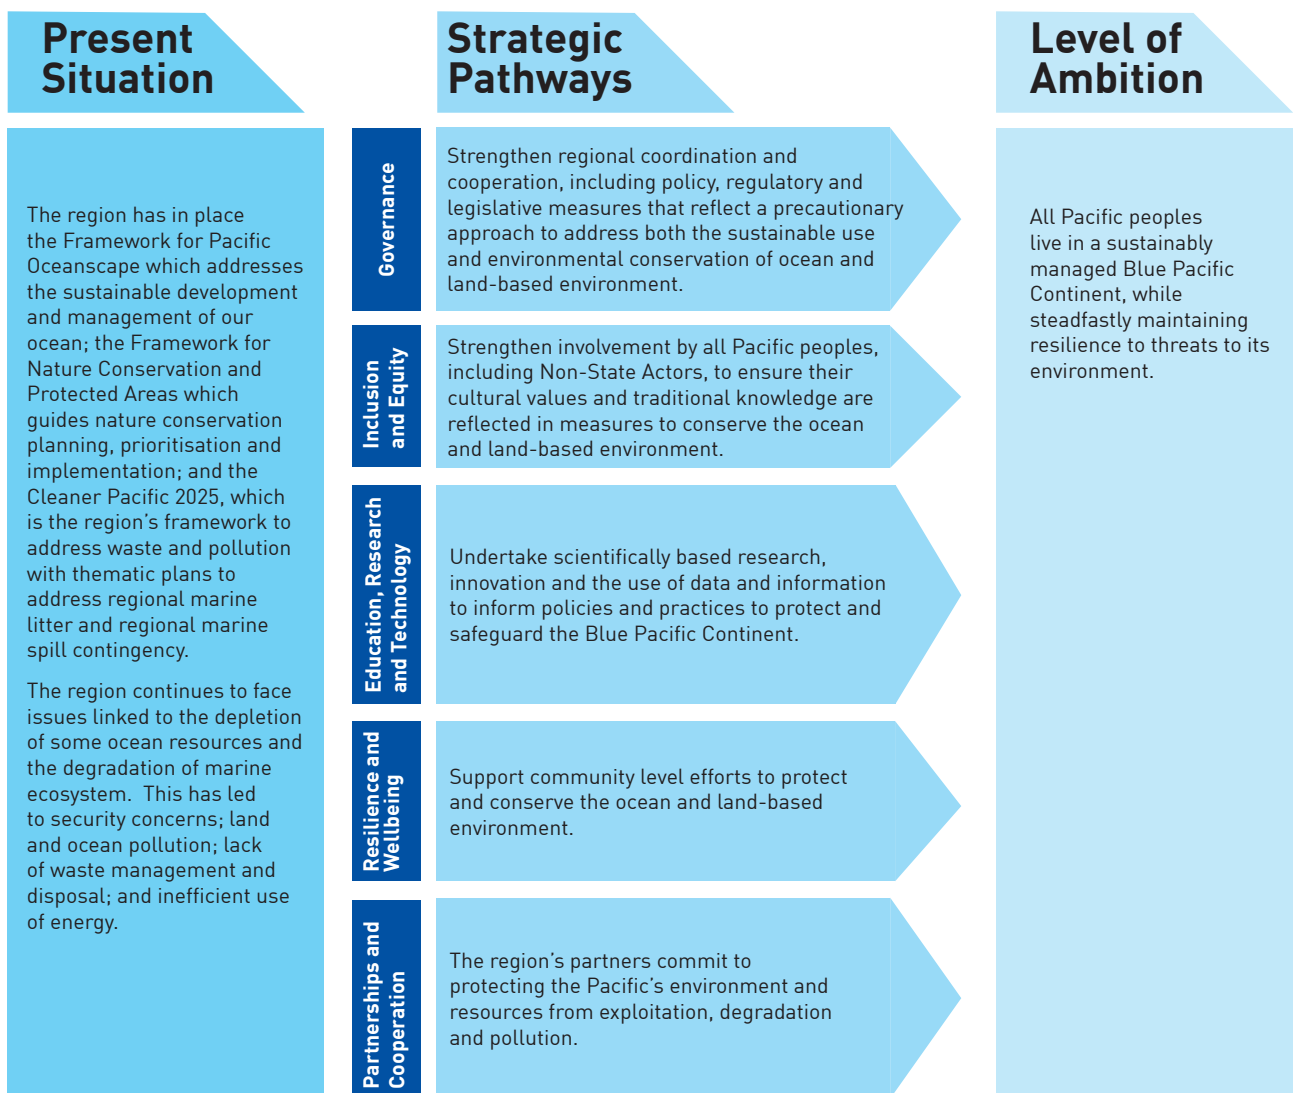 Present
Situation
The region has in place
the Framework for Pacific
Oceanscape which addresses
the sustainable development
and management of our
ocean; the Framework for
Nature Conservation and
Protected Areas which
guides nature conservation
planning, prioritisation and
implementation; and the
Cleaner Pacific 2025, which
is the region’s framework to
address waste and pollution
with thematic plans to
address regional marine
litter and regional marine
spill contingency.
The region continues to face
issues linked to the depletion
of some ocean resources and
the degradation of marine
ecosystem.  This has led
to security concerns; land
and ocean pollution; lack
of waste management and
disposal; and inefficient use
of energy.
Strategic
Pathways
Governance
Strengthen regional coordination and
cooperation, including policy, regulatory and
legislative measures that reflect a precautionary
approach to address both the sustainable use
and environmental conservation of ocean and
land-based environment.
Inclusion
and Equity
Strengthen involvement by all Pacific peoples,
including Non-State Actors, to ensure their
cultural values and traditional knowledge are
reflected in measures to conserve the ocean
and land-based environment.
Education, Research
and Technology
Undertake scientifically based research,
innovation and the use of data and information
to inform policies and practices to protect and
safeguard the Blue Pacific Continent.
Resilience and
Wellbeing
Support community level efforts to protect
and conserve the ocean and land-based
environment.
Partnerships and
Cooperation
The region’s partners commit to
protecting the Pacific’s environment and
resources from exploitation, degradation
and pollution.
Level of
Ambition
All Pacific peoples
live in a sustainably
managed Blue Pacific
Continent, while
steadfastly maintaining
resilience to threats to its
environment.